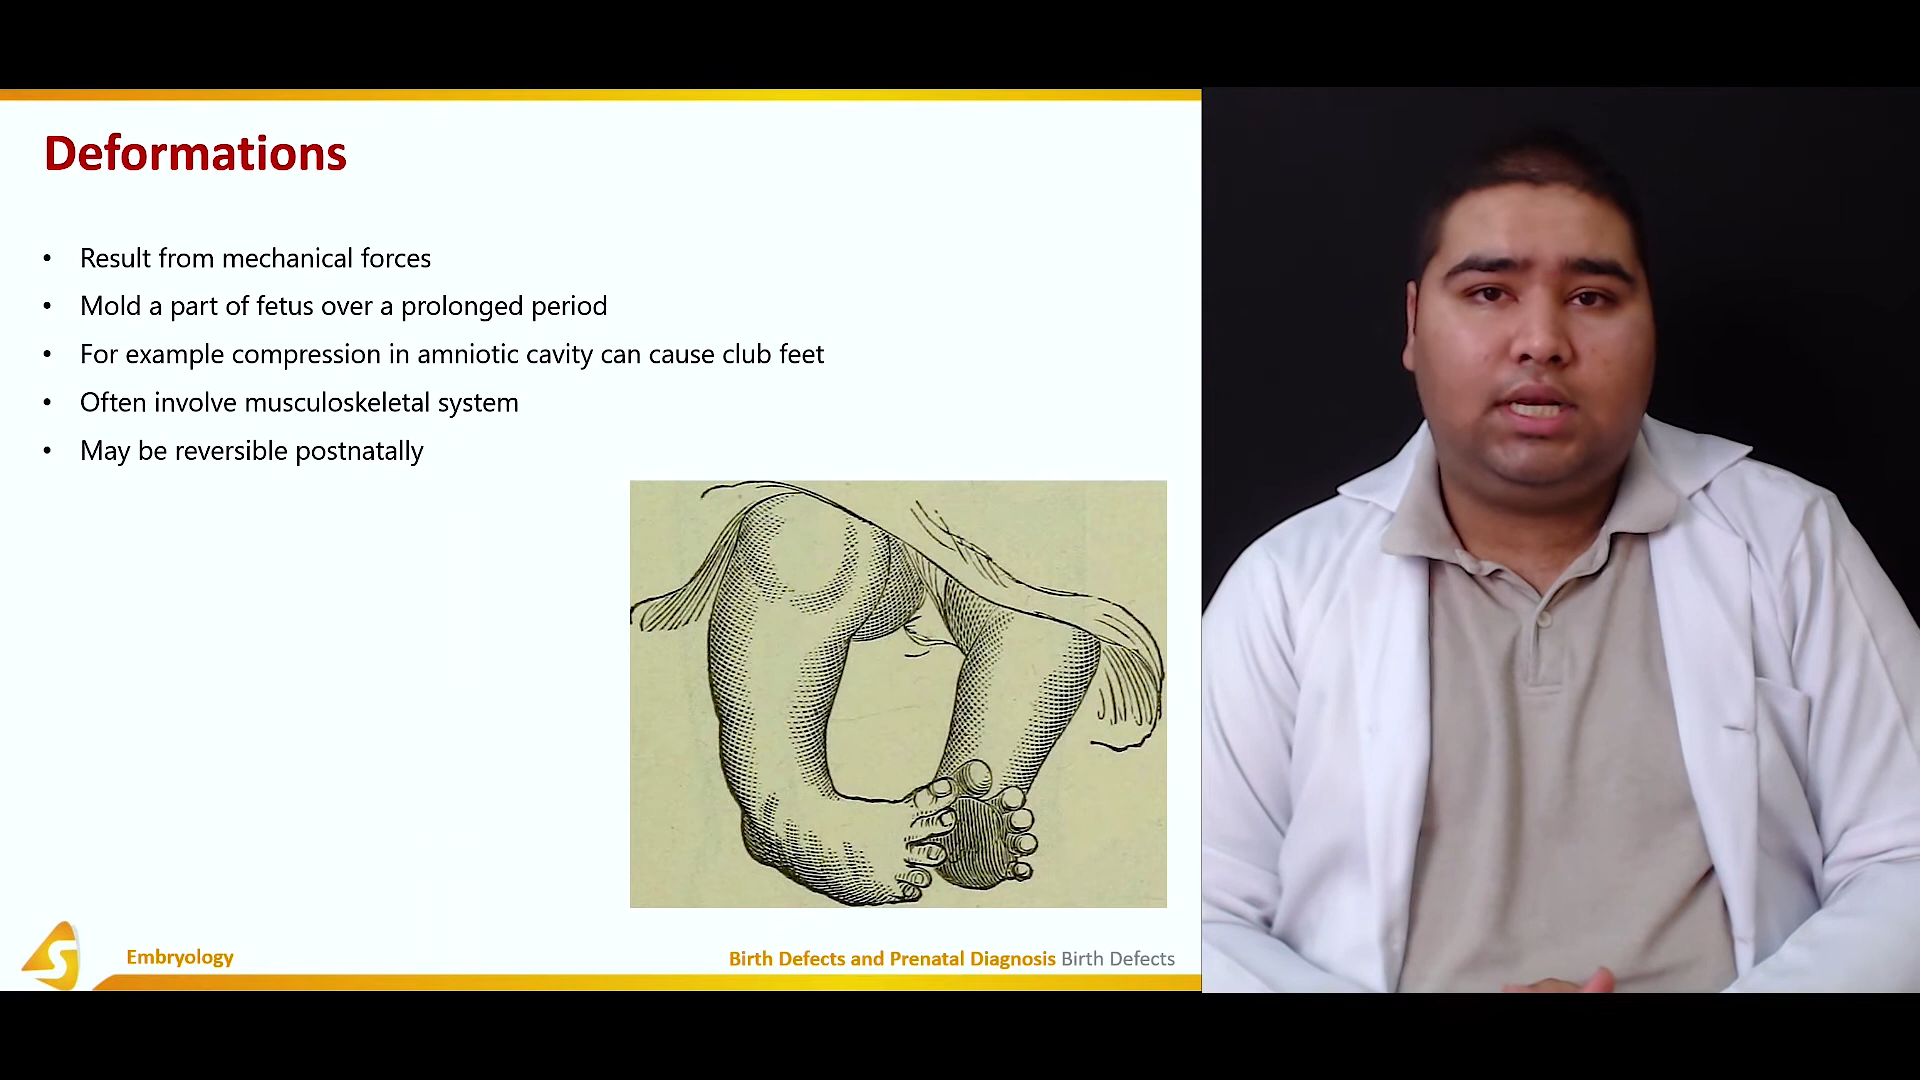 Deformations
• Result from mechanical forces
• Mold a part of fetus over a prolonged period
• For example compression in amniotic cavity can cause club feet
• Often involve musculoskeletal system
• May be reversible postnatally
S
Embryology
Birth Defects and Prenatal Diagnosis Birth Defects